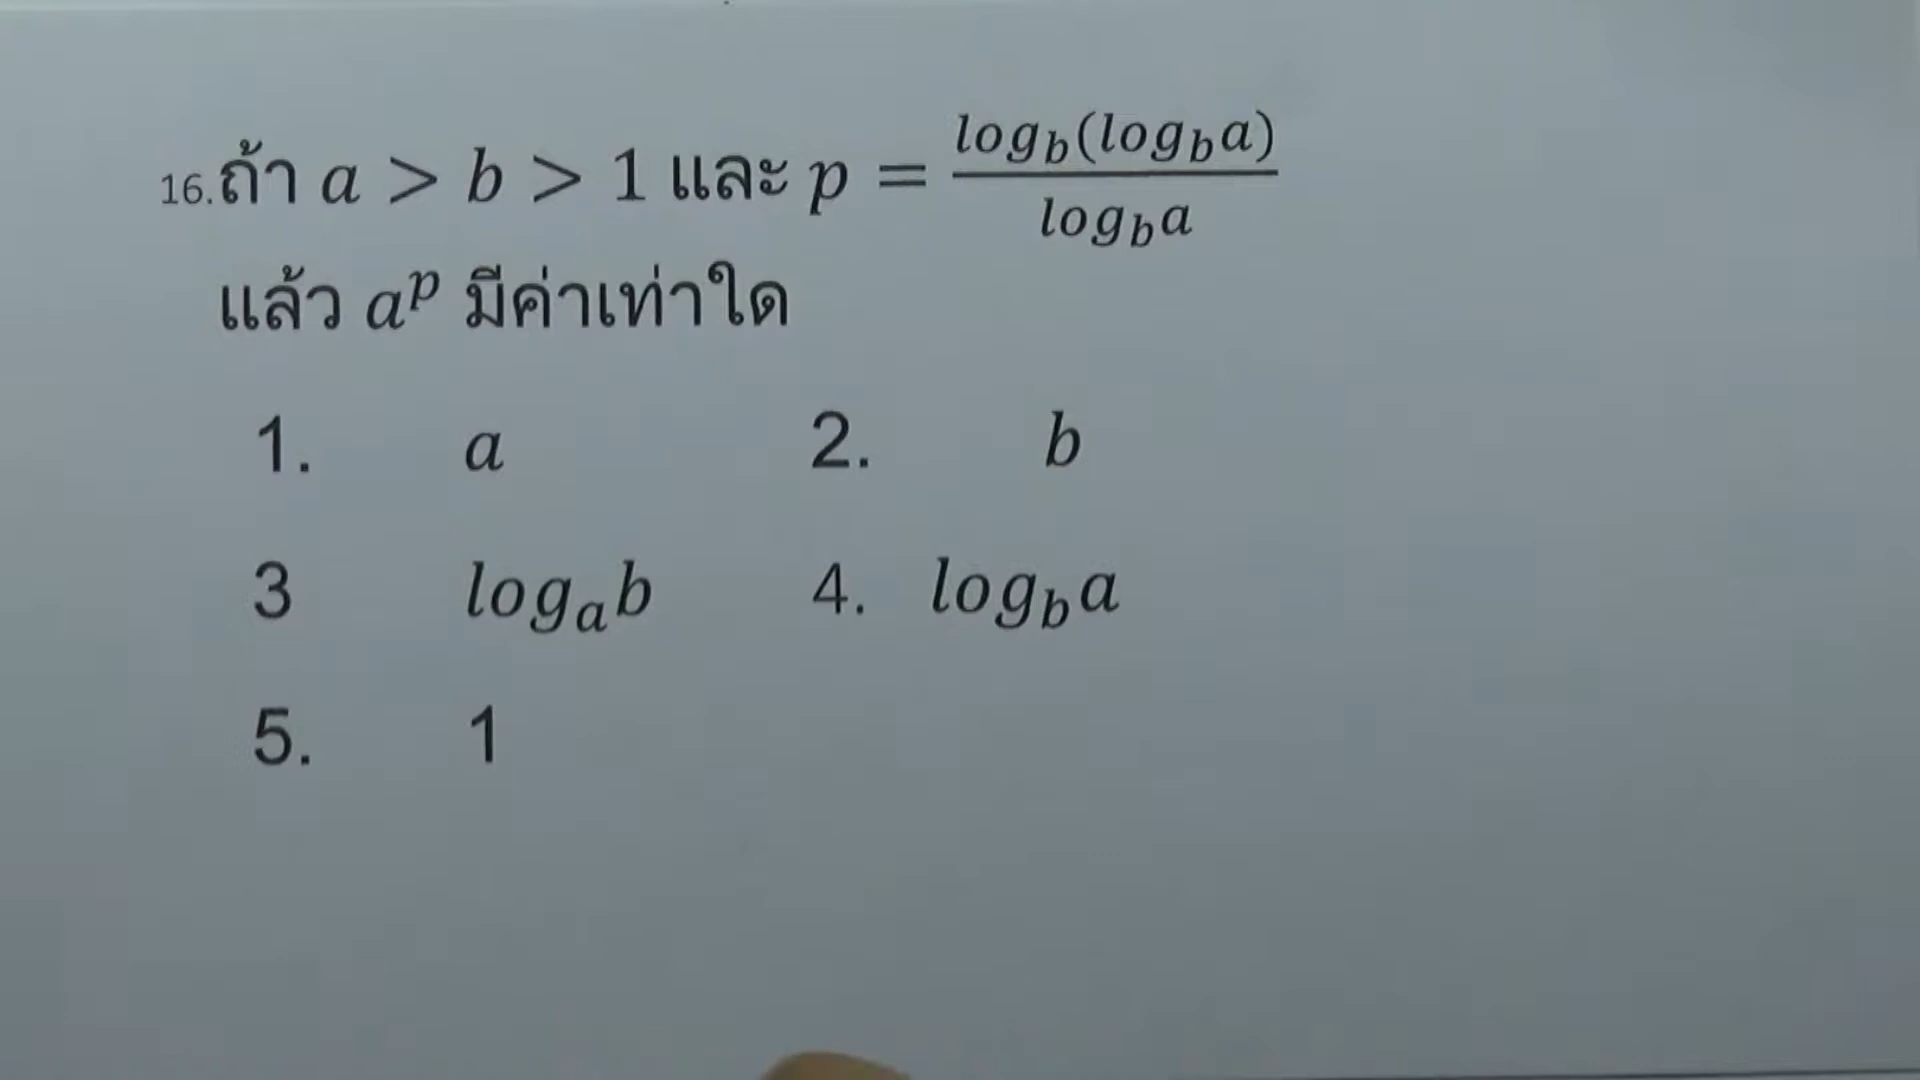 16.ถ้า a > b > 1 และ p = \frac{log_b(log_b a)}{log_b a}
แล้ว a^p มีค่าเท่าใด
1. a 2. b
3 log_a b 4. log_b a
5. 1